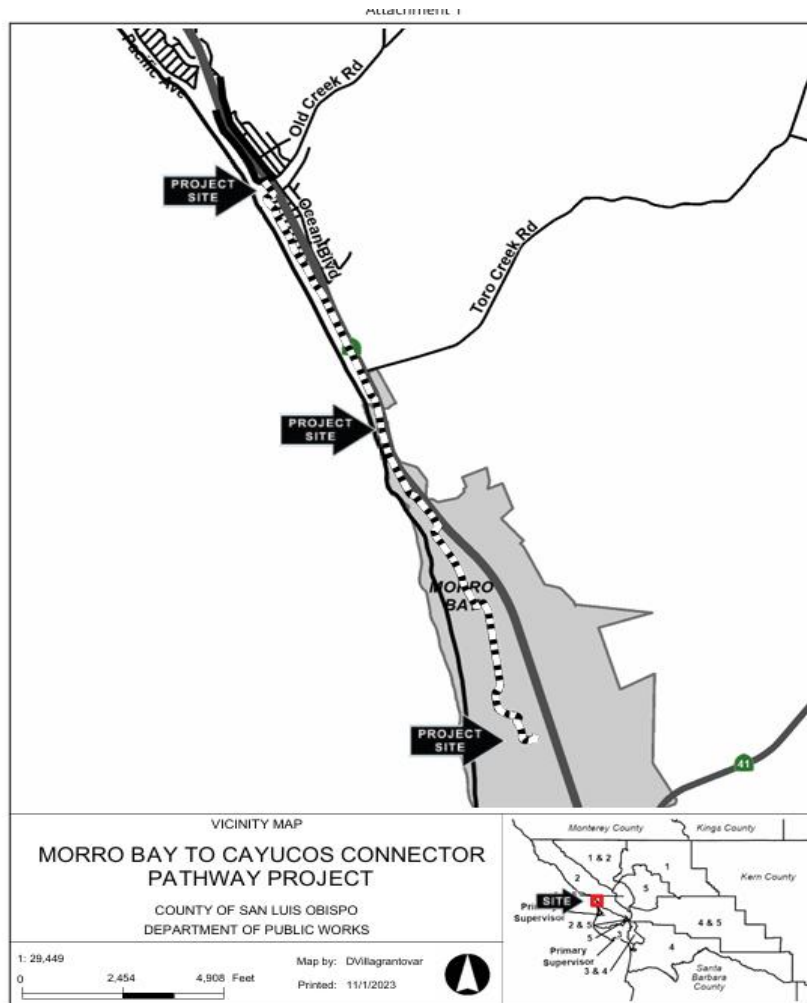 Attachment 1
Pacific Ave
Old Creek Rd
PROJECT
SITE
Ocean Blvd
Toro Creek Rd
PROJECT
SITE
MORRO
BAY
PROJECT
SITE
41
VICINITY MAP
MORRO BAY TO CAYUCOS CONNECTOR
PATHWAY PROJECT
COUNTY OF SAN LUIS OBISPO
DEPARTMENT OF PUBLIC WORKS
1: 29,449
0 2,454 4,908 Feet
Map by: DVillagrantovar
Printed: 11/1/2023
Monterey County
Kings County
1 & 2
1
2
5
Kern County
SITE
Supervisor
2 & 5
4 & 5
5
3
4
Primary
Supervisor
3 & 4
Santa
Barbara
County